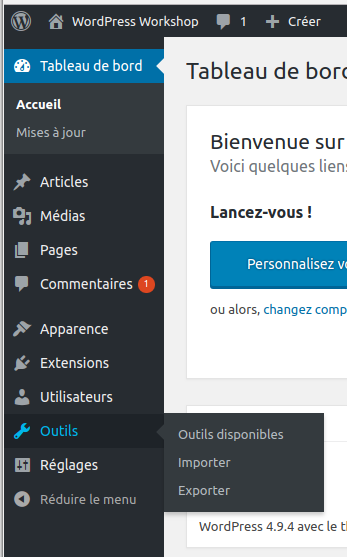 WordPress Workshop 1 Créer
Tableau de bord
Accueil
Mises à jour
Articles
Médias
Pages
Commentaires 1
Apparence
Extensions
Utilisateurs
Outils
Réglages
Réduire le menu
Tableau de bord
Bienvenue sur
Voici quelques liens
Lancez-vous !
Personnalisez vo
ou alors, changez comp
Outils disponibles
Importer
Exporter
WordPress 4.9.4 avec le th